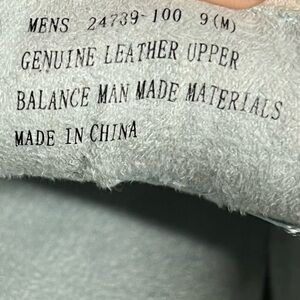 MENS 24739-100 9(M)
GENUINE LEATHER UPPER
BALANCE MAN MADE MATERIALS
MADE IN CHINA